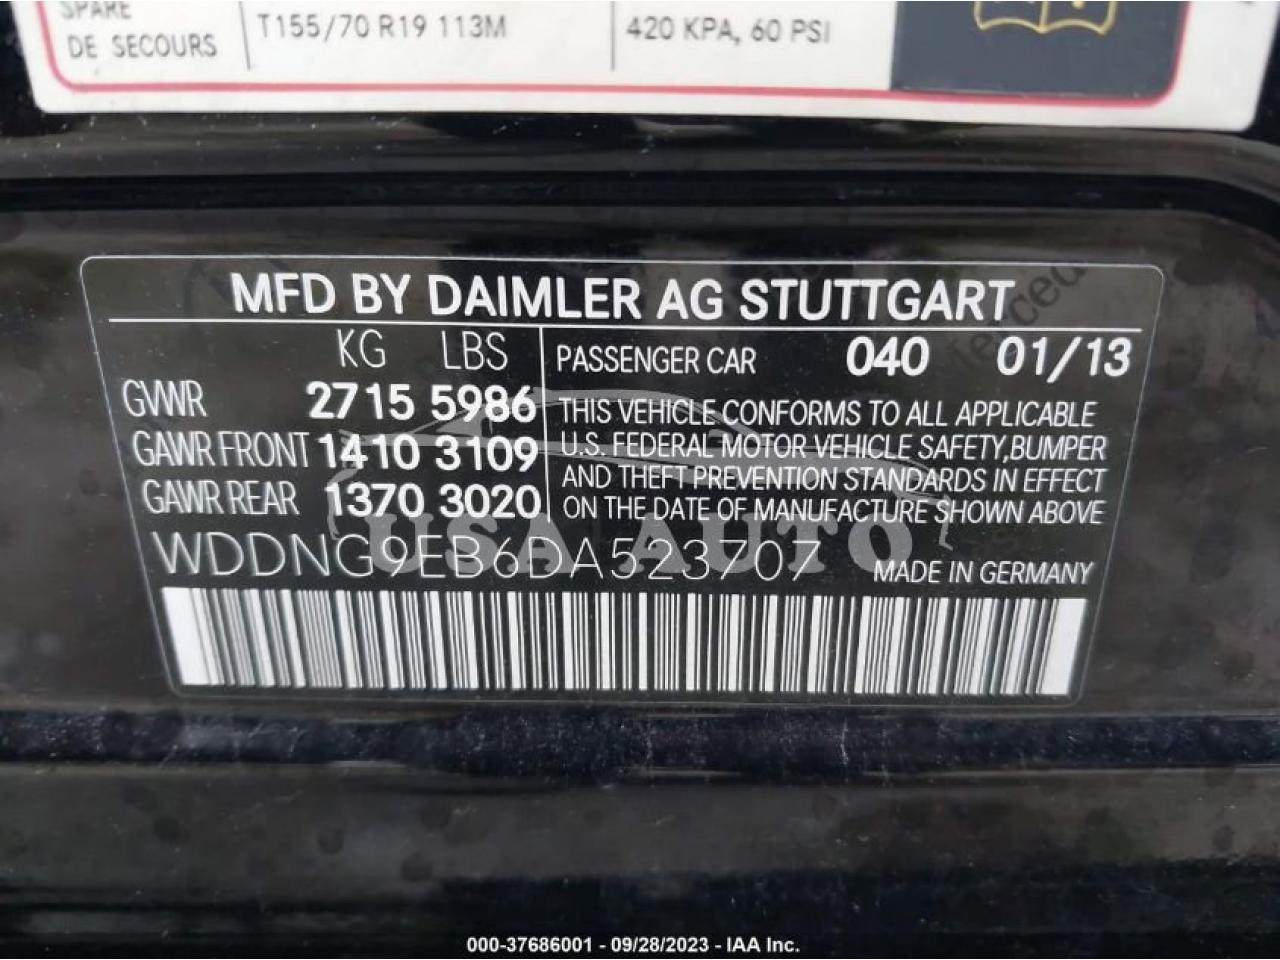 SPARE
DE SECOURS T155/70 R19 113M 420 KPA, 60 PSI
MFD BY DAIMLER AG STUTTGART
KG LBS PASSENGER CAR 040 01/13
GVWR 2715 5986
GAWR FRONT 1410 3109
GAWR REAR 1370 3020
THIS VEHICLE CONFORMS TO ALL APPLICABLE
U.S. FEDERAL MOTOR VEHICLE SAFETY,BUMPER
AND THEFT PREVENTION STANDARDS IN EFFECT
ON THE DATE OF MANUFACTURE SHOWN ABOVE
WDDNG9EB6DA523707 MADE IN GERMANY
USA AUTO
000-37686001 - 09/28/2023 - IAA Inc.